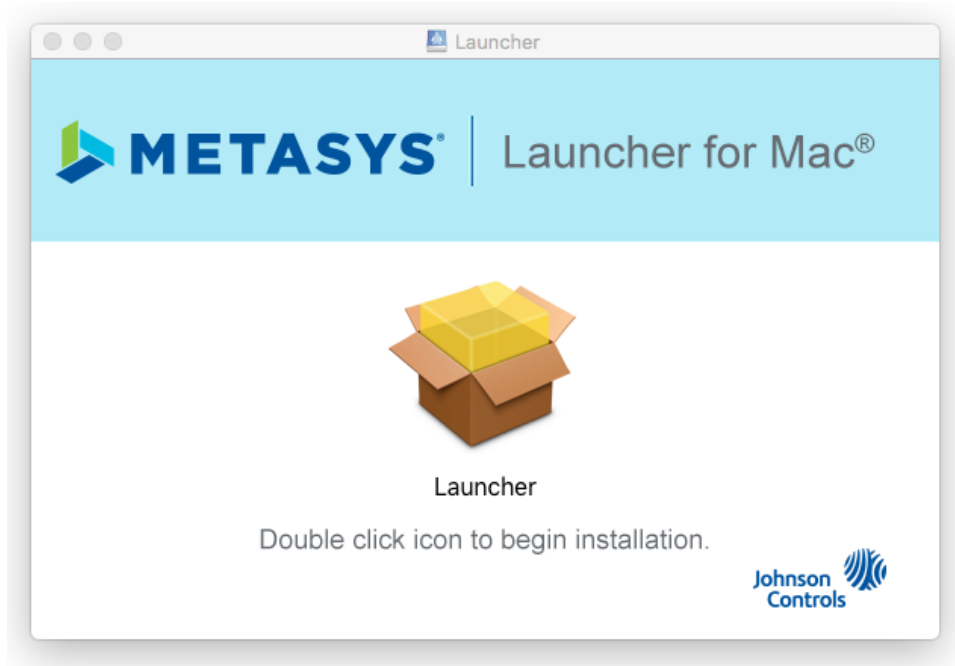 Launcher
METASYS® Launcher for Mac®
Launcher
Double click icon to begin installation.
Johnson
Controls